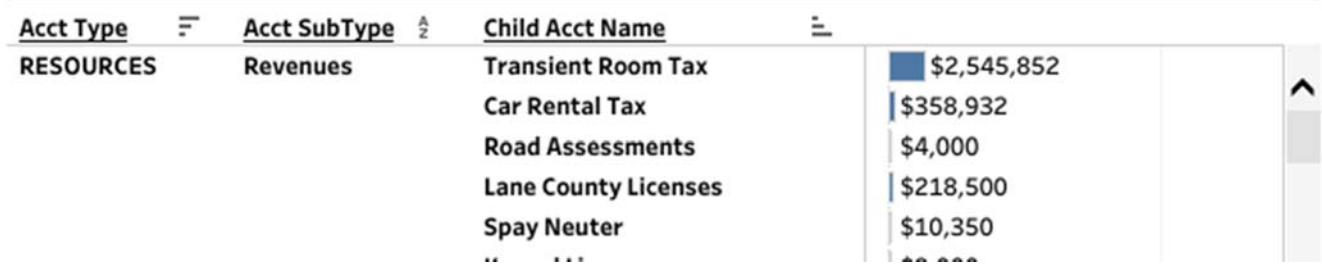 Acct Type Acct SubType Child Acct Name
RESOURCES Revenues Transient Room Tax $2,545,852
Car Rental Tax $358,932
Road Assessments $4,000
Lane County Licenses $218,500
Spay Neuter $10,350